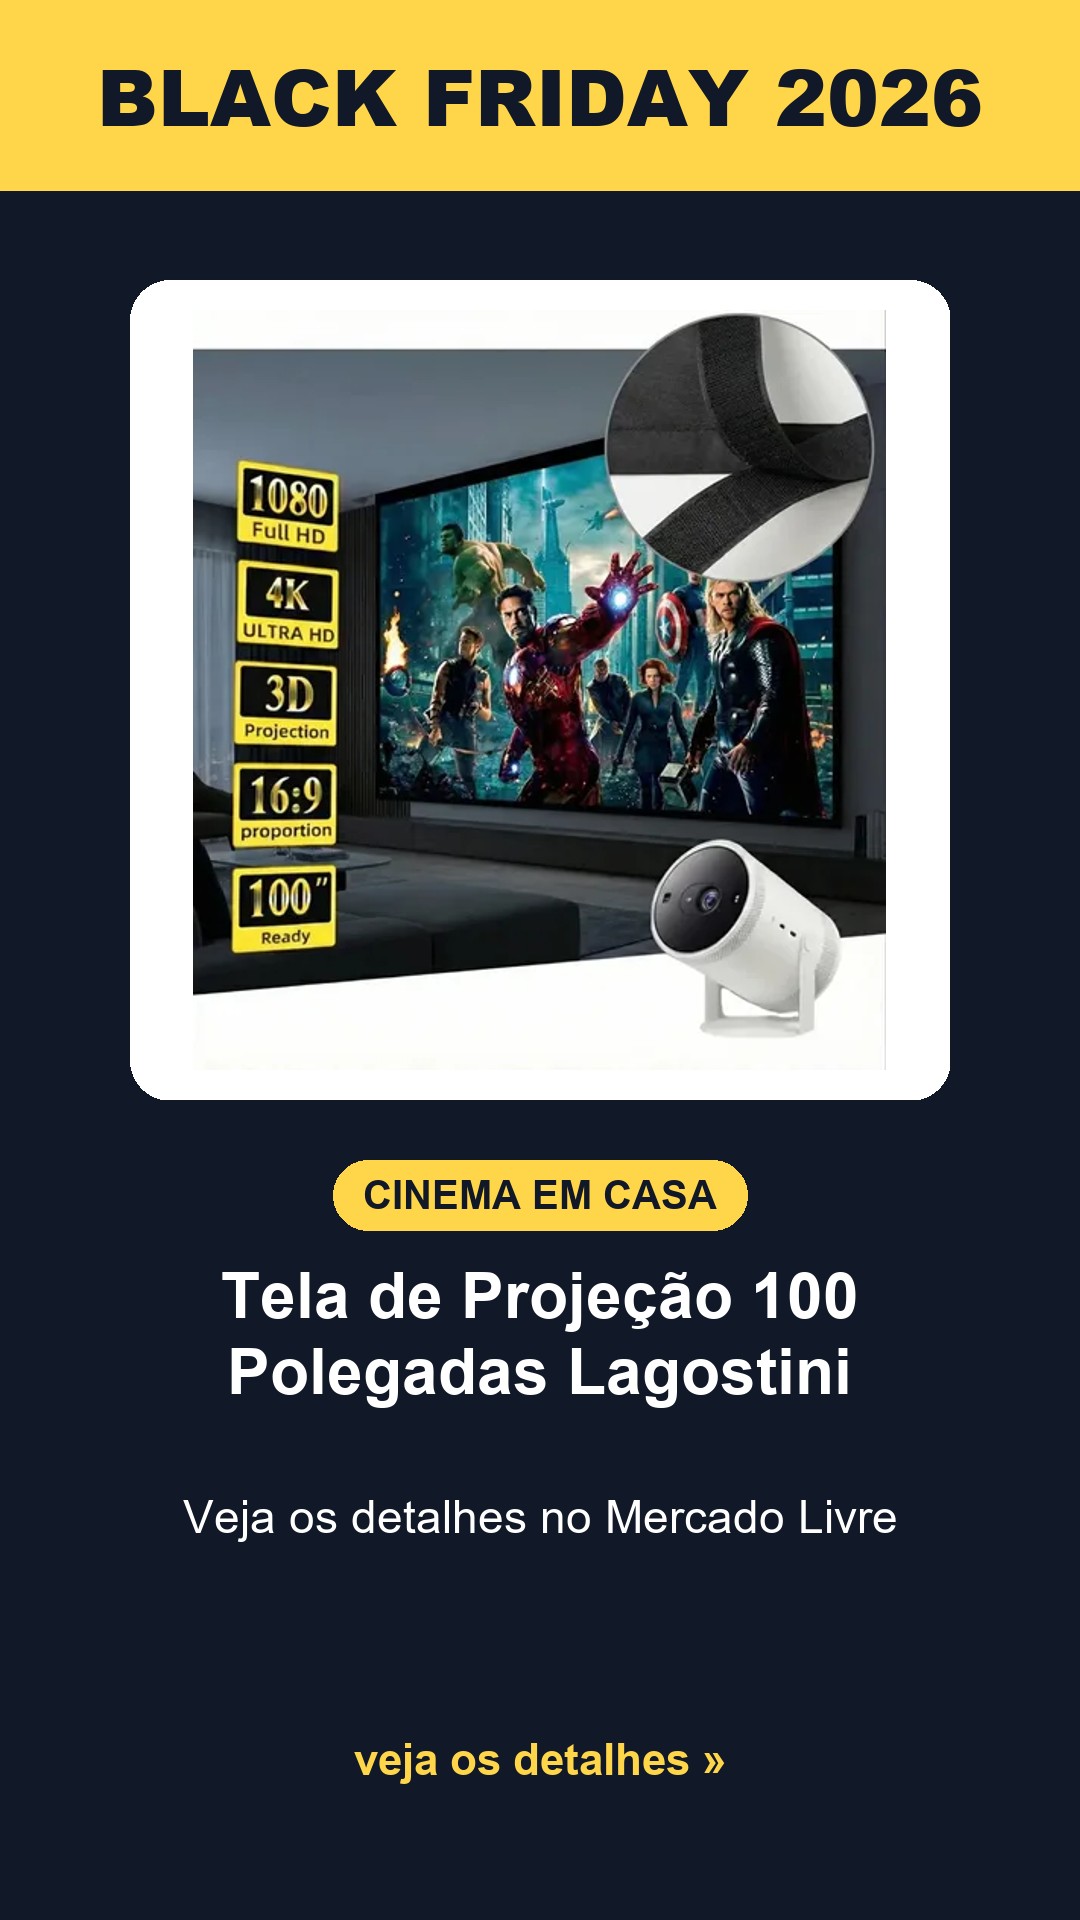 BLACK FRIDAY 2026
1080
Full HD
4K
ULTRA HD
3D
Projection
16:9
proportion
100"
Ready
CINEMA EM CASA
Tela de Projeção 100
Polegadas Lagostini
Veja os detalhes no Mercado Livre
veja os detalhes »